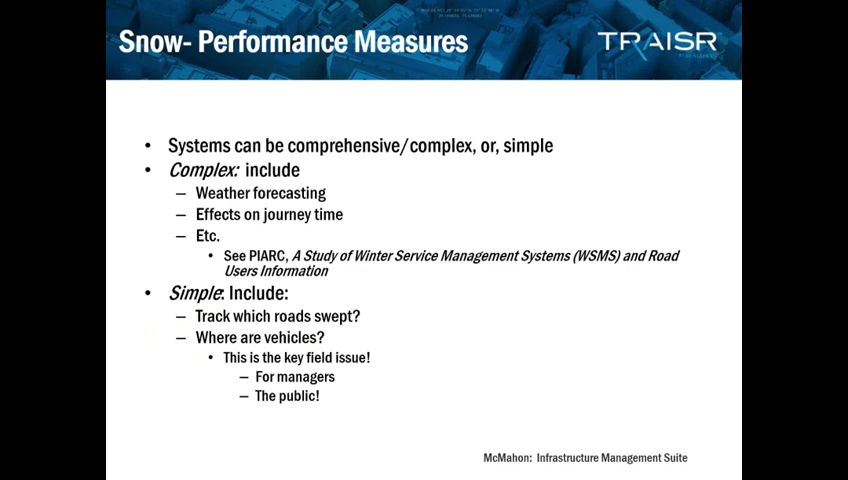 Snow- Performance Measures
TRAISR
• Systems can be comprehensive/complex, or, simple
• Complex: include
– Weather forecasting
– Effects on journey time
– Etc.
• See PIARC, A Study of Winter Service Management Systems (WSMS) and Road
Users Information
• Simple: Include:
– Track which roads swept?
– Where are vehicles?
• This is the key field issue!
– For managers
– The public!
McMahon: Infrastructure Management Suite